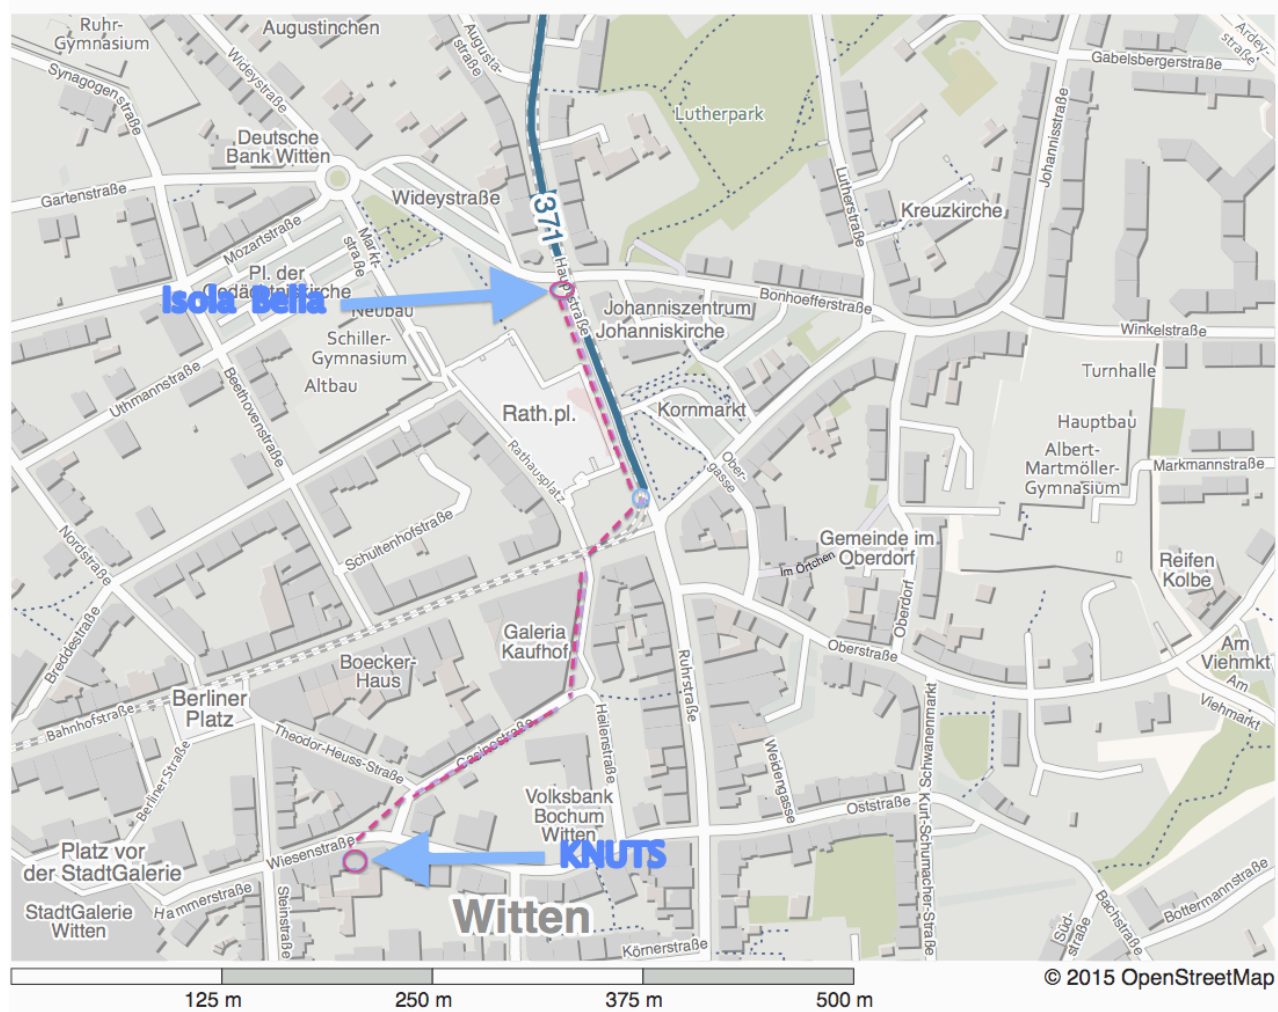 Ruhr-
Gymnasium
Augustinchen
Augusta-
straße
Ardey-
straße
Gabelsbergerstraße
Synagogenstraße
Wideystraße
Lutherpark
Johannisstraße
Deutsche
Bank Witten
Gartenstraße
Wideystraße
Lutherstraße
Kreuzkirche
371
Mozartstraße
Markt-
straße
Pl. der
Gedächtniskirche
Isola Bella
Hauptstraße
Neubau
Johanniszentrum
Johanniskirche
Bonhoefferstraße
Winkelstraße
Schiller-
Gymnasium
Altbau
Turnhalle
Uthmannstraße
Beethovenstraße
Rath.pl.
Kornmarkt
Hauptbau
Albert-
Martmöller-
Gymnasium
Markmannstraße
Rathausplatz
Ober-
gasse
Nordstraße
Schultenhofstraße
Gemeinde im
Oberdorf
Im Örtchen
Reifen
Kolbe
Oberdorf
Breddestraße
Galeria
Kaufhof
Boecker-
Haus
Oberstraße
Am
Viehmkt
Am
Viehmarkt
Ruhrstraße
Berliner
Platz
Bahnhofstraße
Theodor-Heuss-Straße
Casinostraße
Heilenstraße
Schwanenmarkt
Berliner Straße
Weidengasse
Volksbank
Bochum
Witten
Oststraße
Kurt-Schumacher-Straße
Wiesenstraße
KNUTS
Platz vor
der StadtGalerie
Hammerstraße
Steinstraße
StadtGalerie
Witten
Witten
Körnerstraße
Süd-
straße
Bachstraße
Bottermannstraße
125 m
250 m
375 m
500 m
© 2015 OpenStreetMap